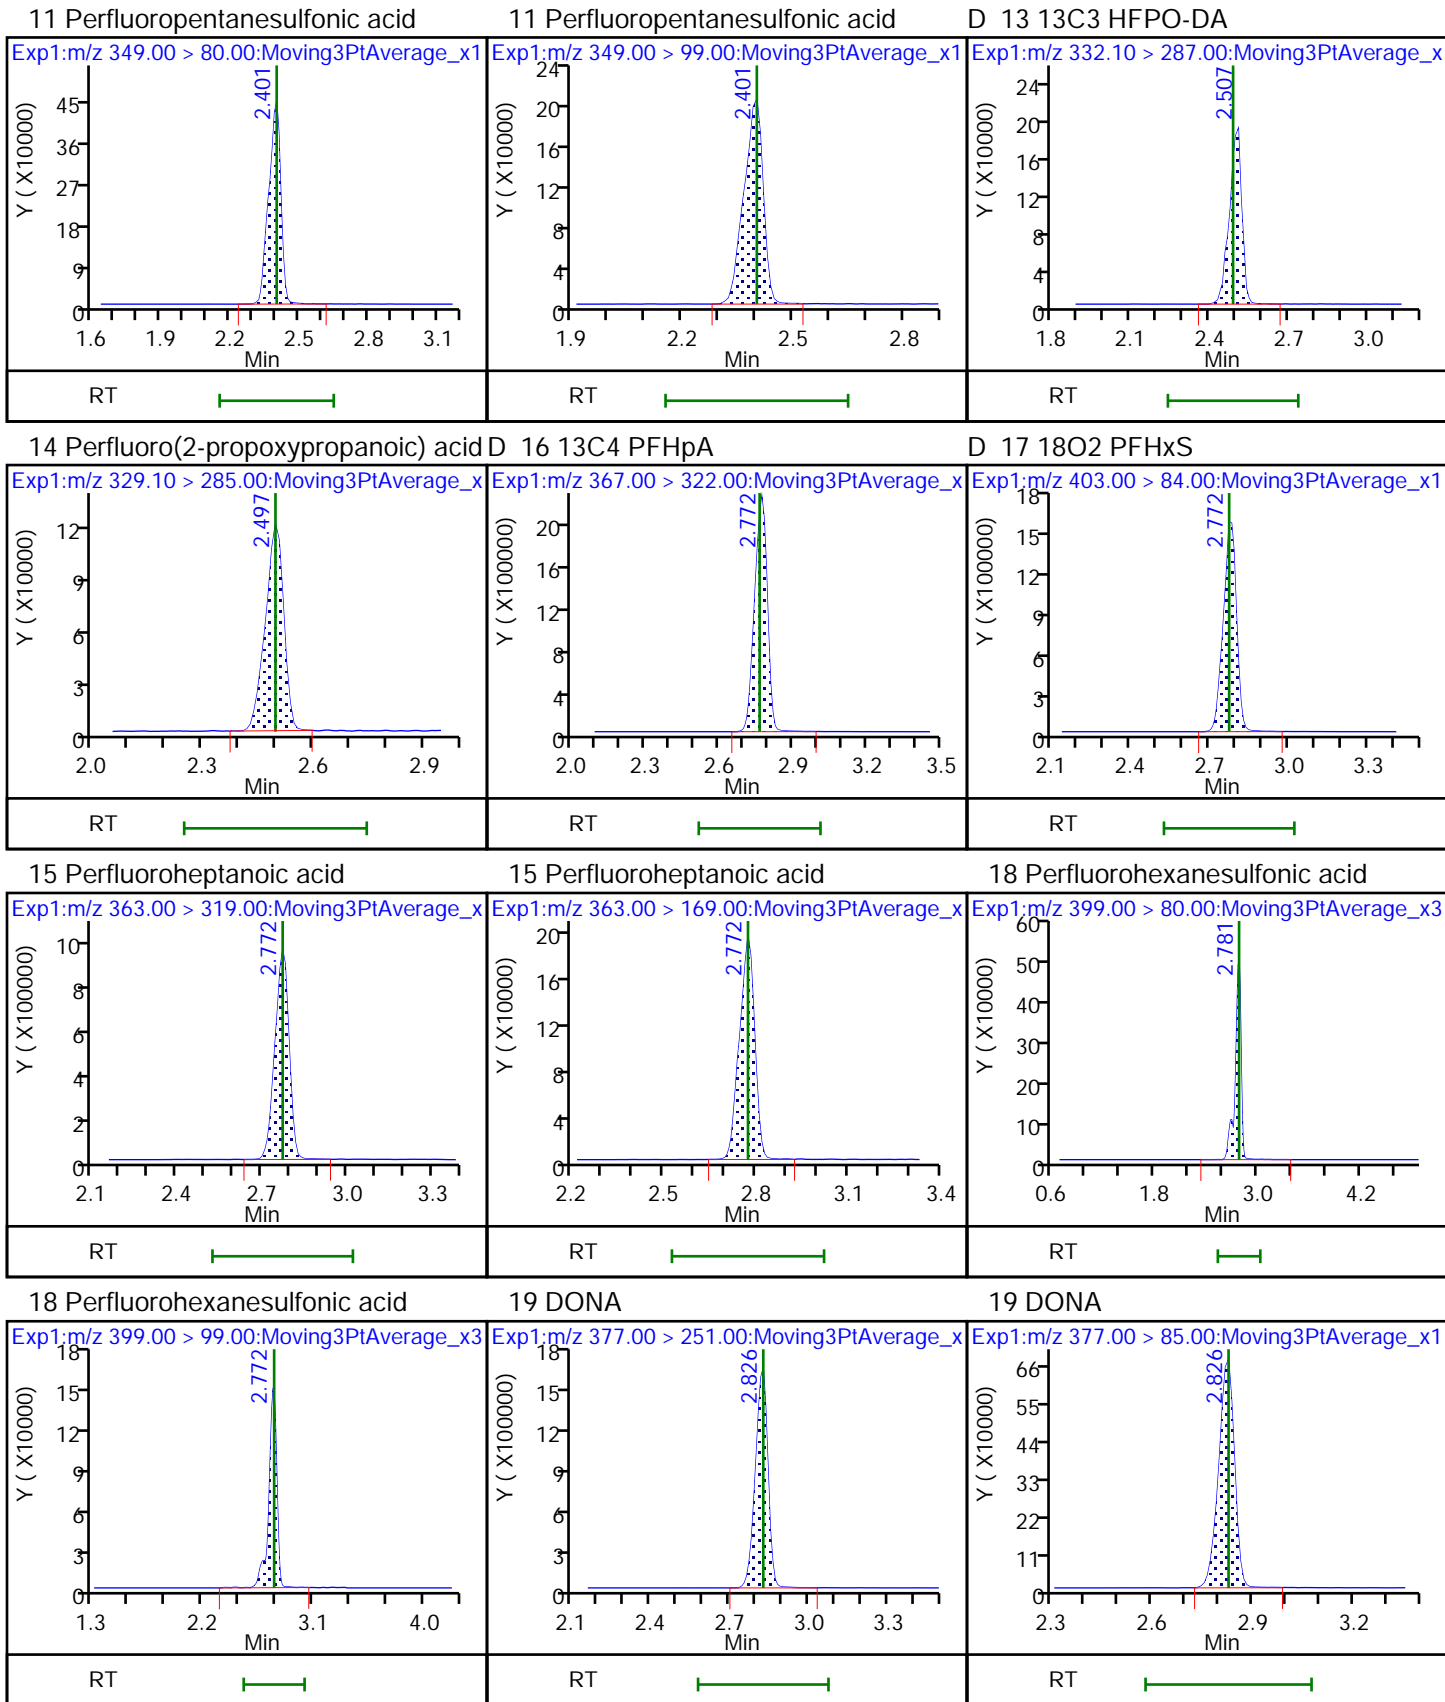 11 Perfluoropentanesulfonic acid
Exp1:m/z 349.00 > 80.00:Moving3PtAverage_x1
2.401
Y ( X10000)
45
36
27
18
9
0
1.6 1.9 2.2 2.5 2.8 3.1
Min
RT
11 Perfluoropentanesulfonic acid
Exp1:m/z 349.00 > 99.00:Moving3PtAverage_x1
2.401
Y ( X10000)
24
20
16
12
8
4
0
1.9 2.2 2.5 2.8
Min
RT
D 13 13C3 HFPO-DA
Exp1:m/z 332.10 > 287.00:Moving3PtAverage_x
2.507
Y ( X10000)
24
20
16
12
8
4
0
1.8 2.1 2.4 2.7 3.0
Min
RT
14 Perfluoro(2-propoxypropanoic) acid
Exp1:m/z 329.10 > 285.00:Moving3PtAverage_x
2.497
Y ( X10000)
12
9
6
3
0
2.0 2.3 2.6 2.9
Min
RT
D 16 13C4 PFHpA
Exp1:m/z 367.00 > 322.00:Moving3PtAverage_x
2.772
Y ( X100000)
20
16
12
8
4
0
2.0 2.3 2.6 2.9 3.2 3.5
Min
RT
D 17 18O2 PFHxS
Exp1:m/z 403.00 > 84.00:Moving3PtAverage_x1
2.772
Y ( X10000)
18
15
12
9
6
3
0
2.1 2.4 2.7 3.0 3.3
Min
RT
15 Perfluoroheptanoic acid
Exp1:m/z 363.00 > 319.00:Moving3PtAverage_x
2.772
Y ( X10000)
10
8
6
4
2
0
2.1 2.4 2.7 3.0 3.3
Min
RT
15 Perfluoroheptanoic acid
Exp1:m/z 363.00 > 169.00:Moving3PtAverage_x
2.772
Y ( X10000)
20
16
12
8
4
0
2.2 2.5 2.8 3.1 3.4
Min
RT
18 Perfluorohexanesulfonic acid
Exp1:m/z 399.00 > 80.00:Moving3PtAverage_x3
2.781
Y ( X10000)
60
50
40
30
20
10
0
0.6 1.8 3.0 4.2
Min
RT
18 Perfluorohexanesulfonic acid
Exp1:m/z 399.00 > 99.00:Moving3PtAverage_x3
2.772
Y ( X10000)
18
15
12
9
6
3
0
1.3 2.2 3.1 4.0
Min
RT
19 DONA
Exp1:m/z 377.00 > 251.00:Moving3PtAverage_x
2.826
Y ( X100000)
18
15
12
9
6
3
0
2.1 2.4 2.7 3.0 3.3
Min
RT
19 DONA
Exp1:m/z 377.00 > 85.00:Moving3PtAverage_x1
2.826
Y ( X10000)
66
55
44
33
22
11
0
2.3 2.6 2.9 3.2
Min
RT